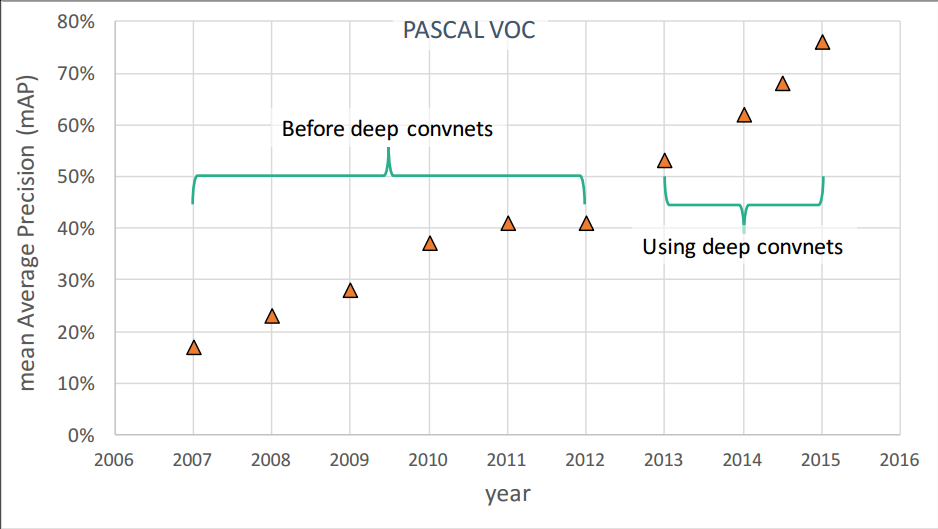 PASCAL VOC
80%
70%
60%
50%
40%
30%
20%
10%
0%
mean Average Precision (mAP)
Before deep convnets
Using deep convnets
2006 2007 2008 2009 2010 2011 2012 2013 2014 2015 2016
year